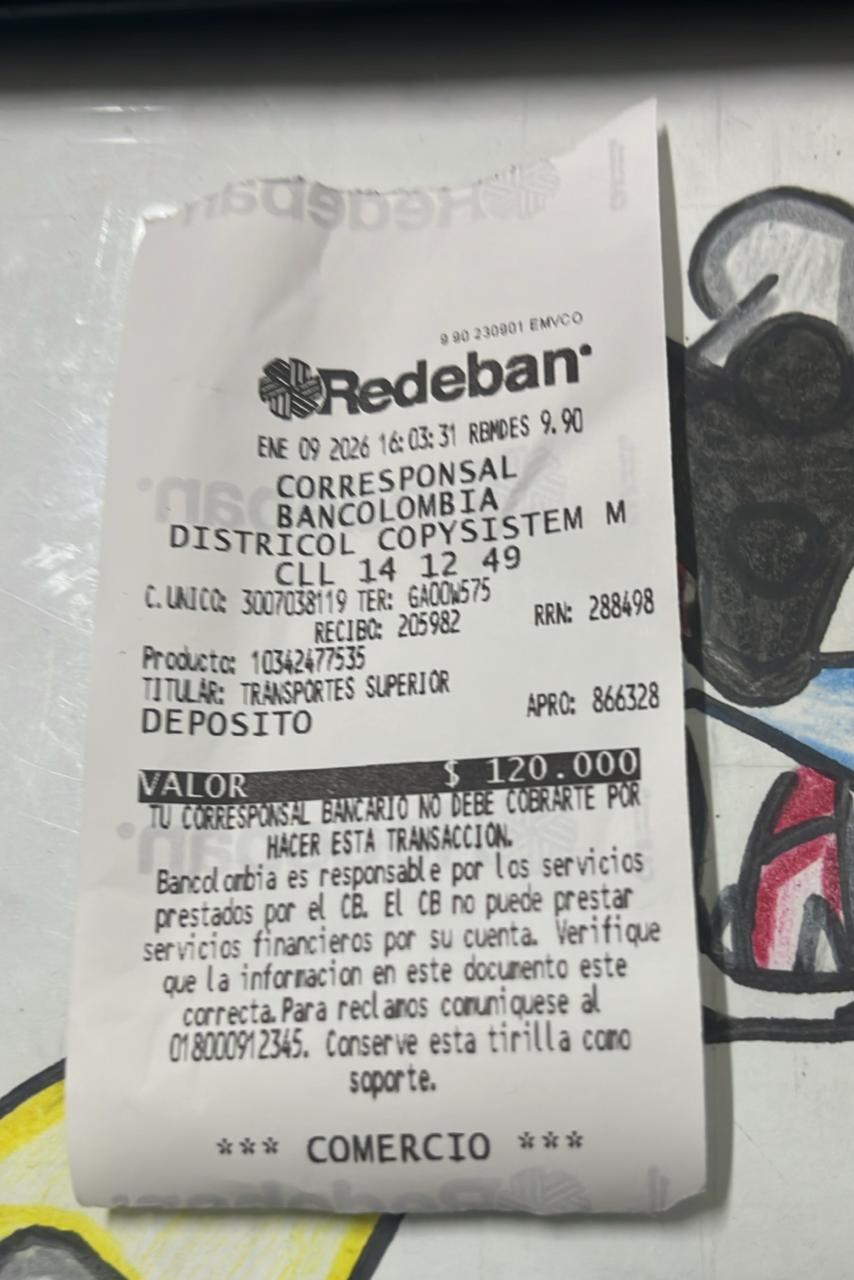 9 90 230901 EMVCO
Redeban
ENE 09 2026 16:03:31 RBMDES 9.90
CORRESPONSAL
BANCOLOMBIA
DISTRICOL COPYSISTEM M
CLL 14 12 49
C. UNICO: 3007038119 TER: GAOOW575
RECIBO: 205982 RRN: 288498
Producto: 10342477535
TITULAR: TRANSPORTES SUPERIOR
DEPOSITO APRO: 866328
VALOR $ 120.000
TU CORRESPONSAL BANCARIO NO DEBE COBRARTE POR
HACER ESTA TRANSACCIÓN.
Bancolombia es responsable por los servicios
prestados por el CB. El CB no puede prestar
servicios financieros por su cuenta. Verifique
que la informacion en este documento este
correcta.Para reclamos comuniquese al
018000912345. Conserve esta tirilla como
soporte.
*** COMERCIO ***